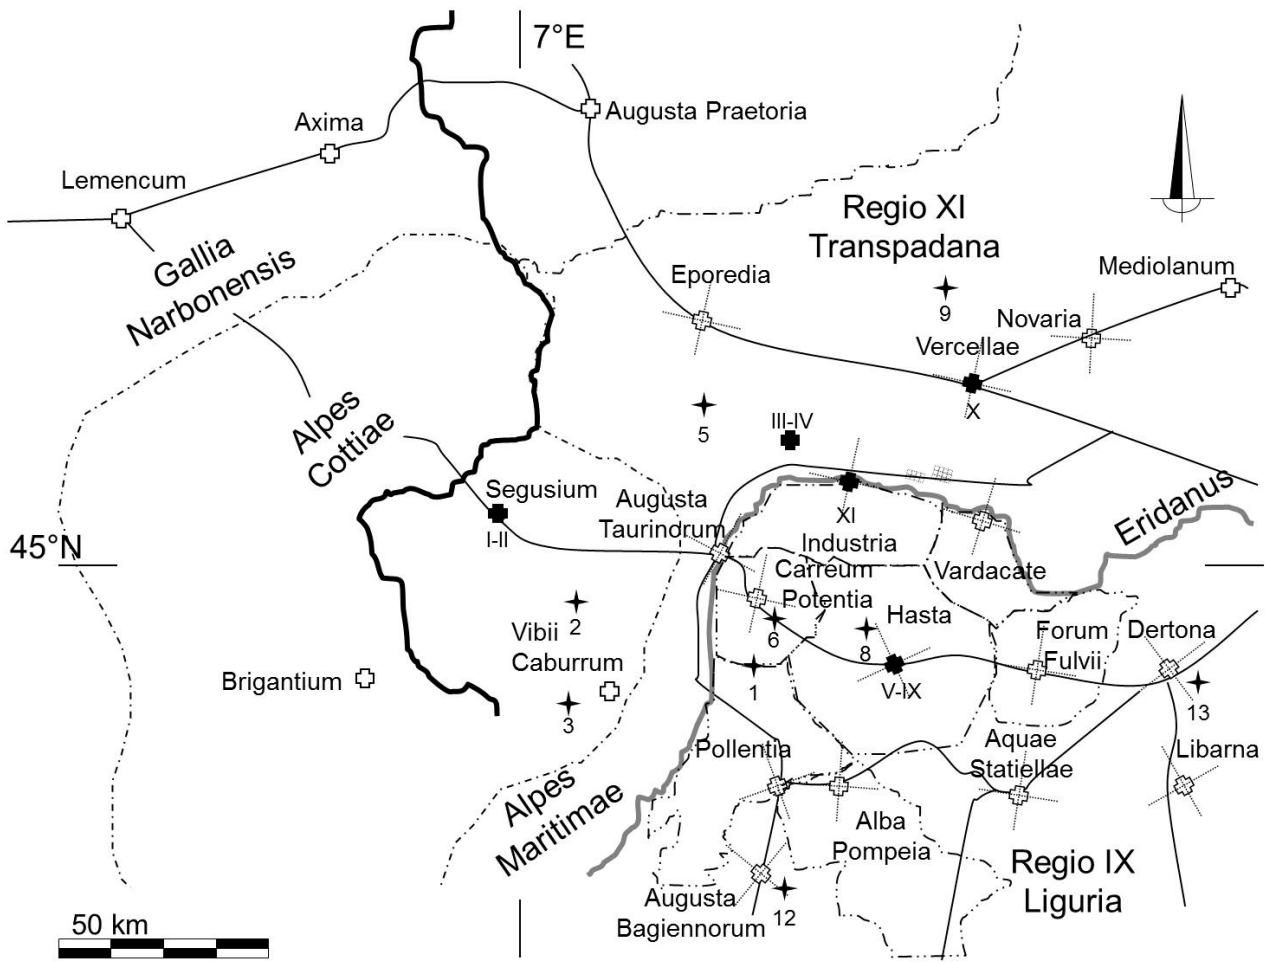 7°E
Augusta Praetoria
Axima
Lemencum
Gallia
Narbonensis
Regio XI
Transpadana
Eporedia
Mediolanum
9
Novaria
Vercellae
X
Alpes
Cottiae
5
III-IV
Segusium
I-II
Augusta
Taurindrum
XI
Industria
Eridanus
45°N
Vardacate
Carreum
Potentia
Hasta
2
Vibii
Caburrum
6
8
Forum
Fulvii
Dertona
Brigantium
3
1
V-IX
13
Pollentia
Aquae
Statiellae
Libarna
Alpes
Maritimae
Alba
Pompeia
Regio IX
Liguria
Augusta
Bagiennorum
12
50 km